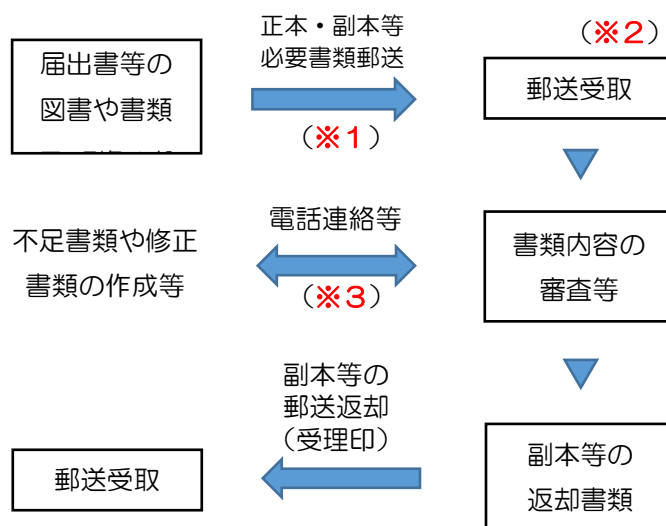 届出書等の
図書や書類
正本・副本等
必要書類郵送
(※1)
(※2)
郵送受取
不足書類や修正
書類の作成等
電話連絡等
(※3)
書類内容の
審査等
副本等の
郵送返却
(受理印)
郵送受取
副本等の
返却書類